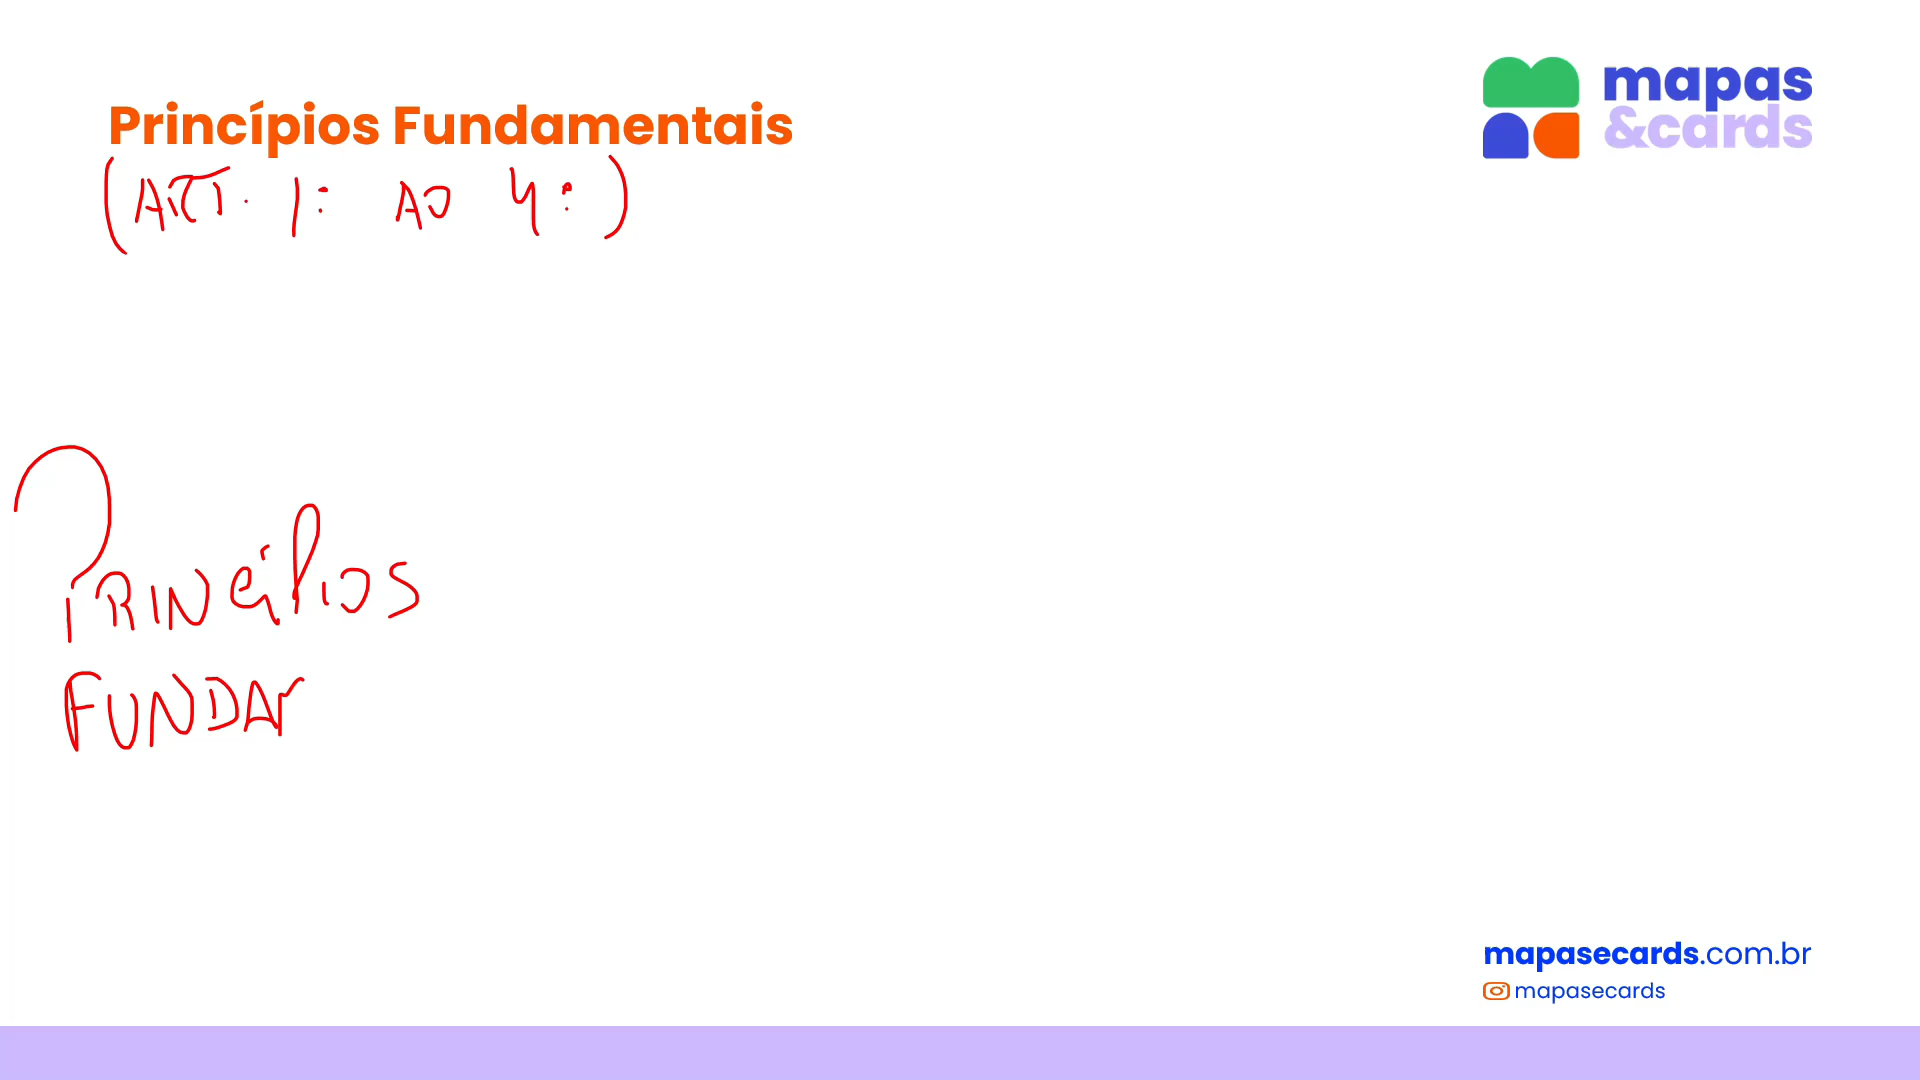 Princípios Fundamentais
(ART. 1º AO 4º)
PRINCÍPIOS
FUNDAM
mapas
&cards
mapasecards.com.br
mapasecards